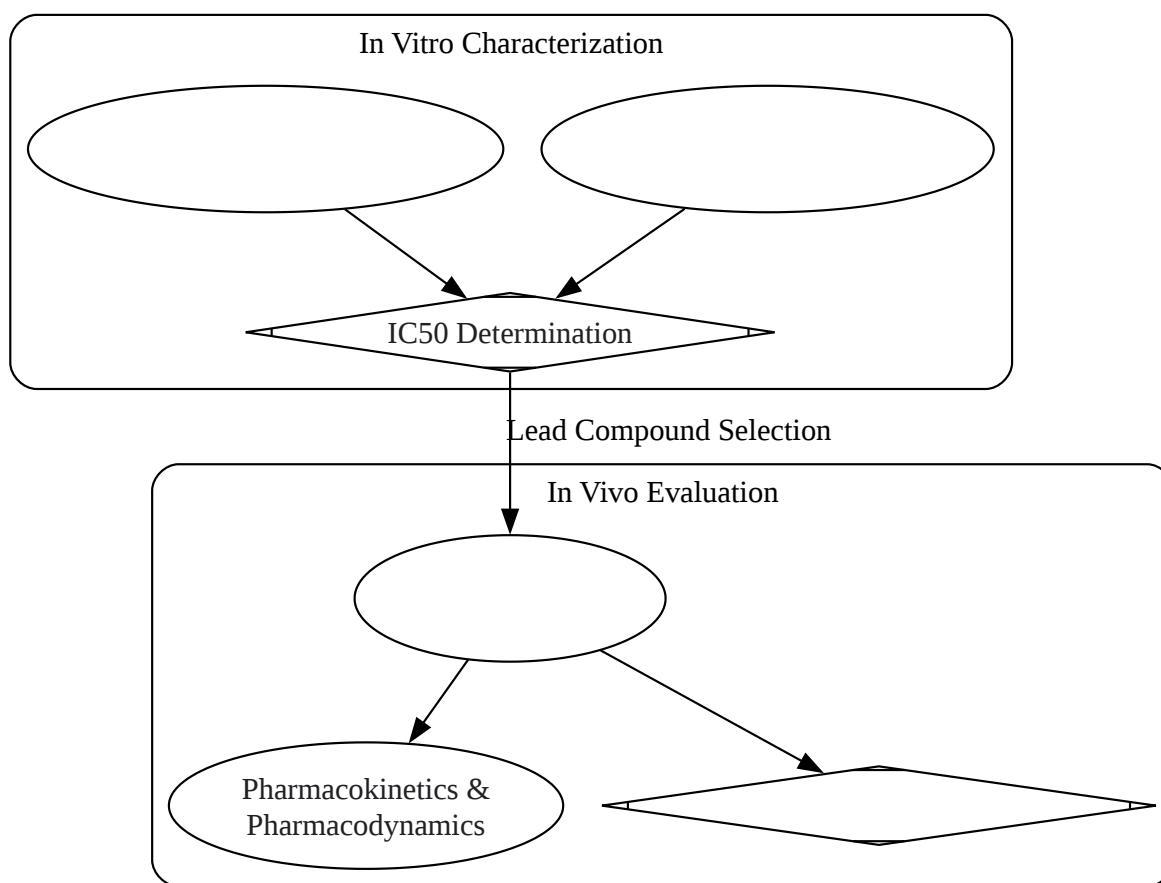 In Vitro Characterization
IC50 Determination
Lead Compound Selection
In Vivo Evaluation
Pharmacokinetics &
Pharmacodynamics